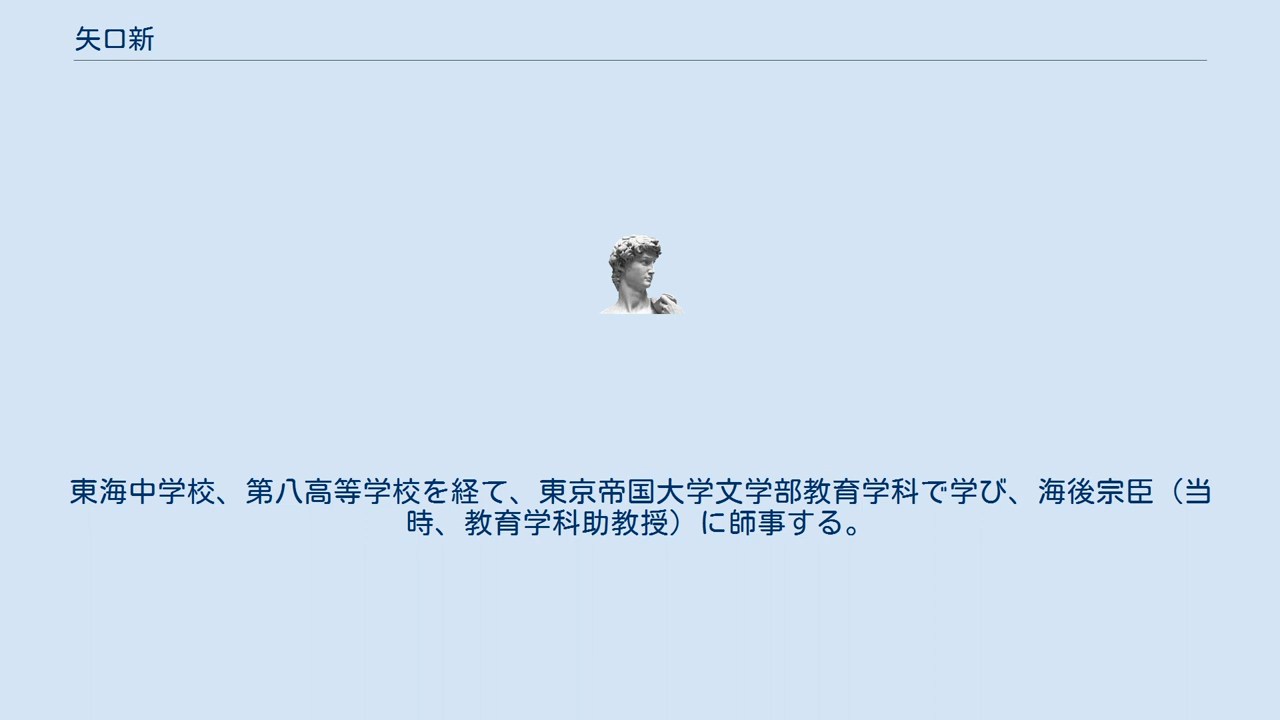 矢口新
東海中学校、第八高等学校を経て、東京帝国大学文学部教育学科で学び、海後宗臣（当
時、教育学科助教授）に師事する。